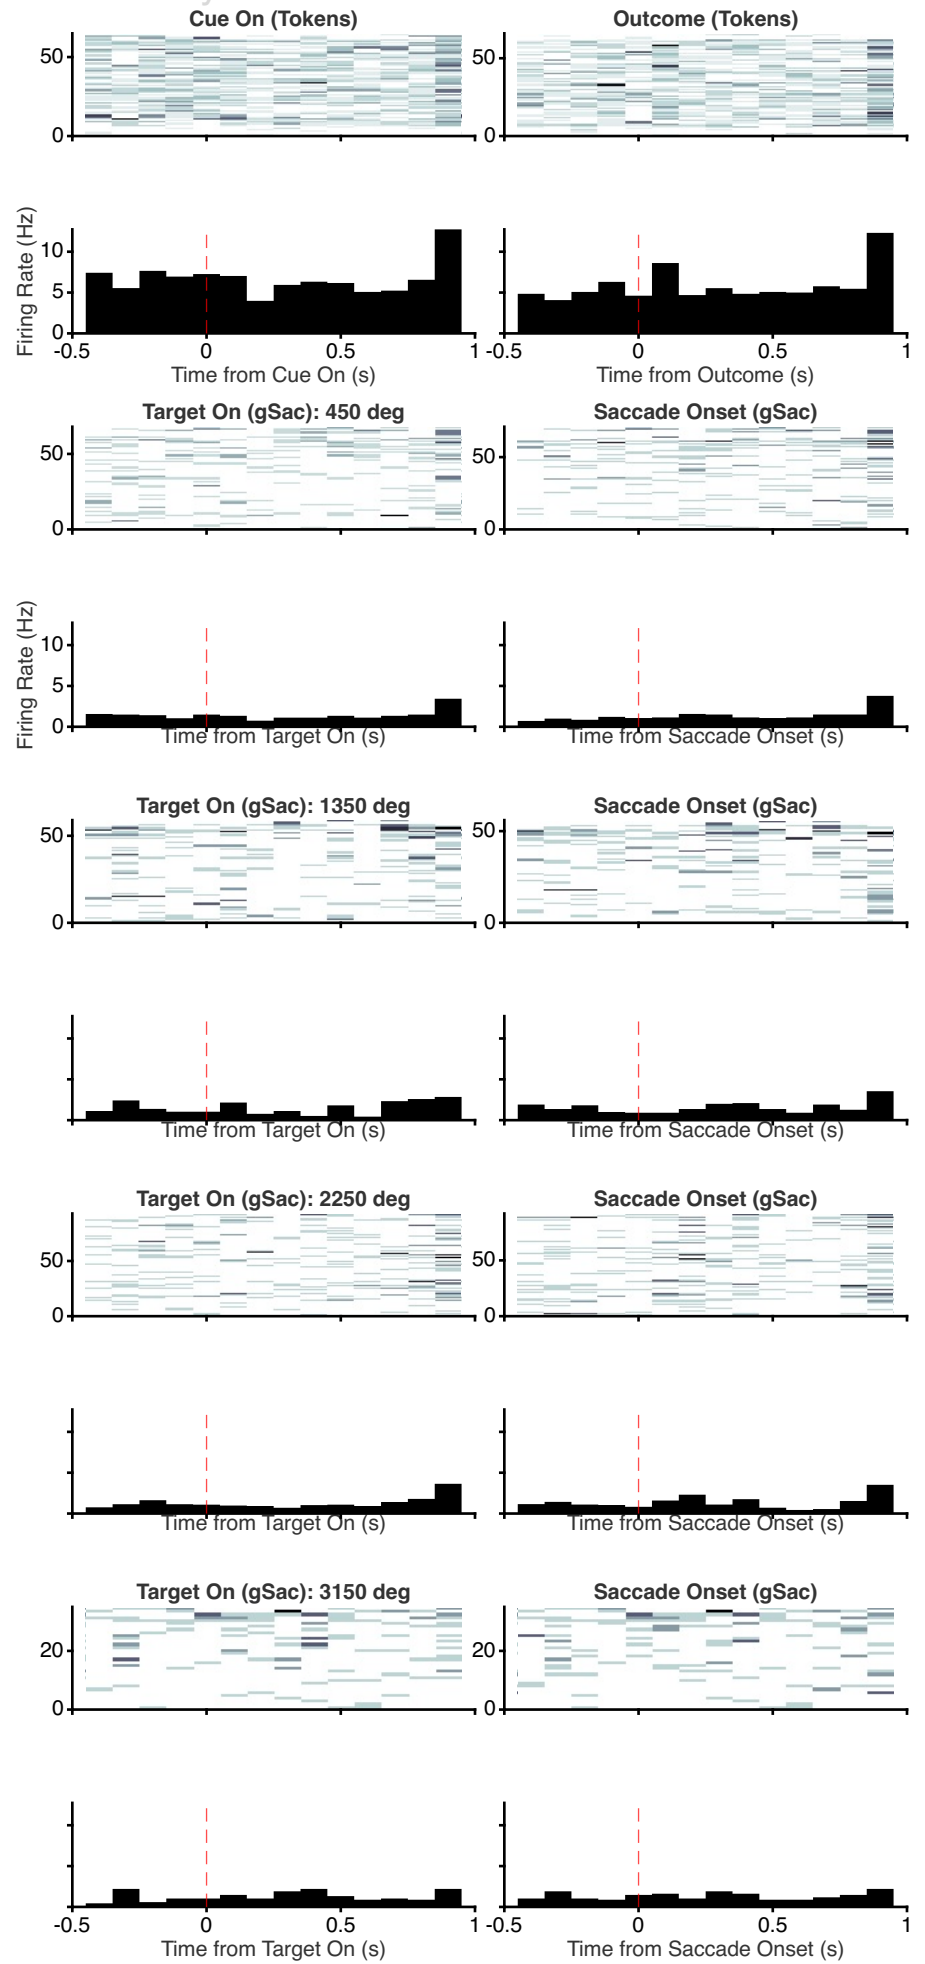 Cue On (Tokens) Outcome (Tokens)
50 50
0 0
Firing Rate (Hz)
10
5
0
-0.5 0 0.5 1 -0.5 0 0.5 1
Time from Cue On (s) Time from Outcome (s)
Target On (gSac): 450 deg Saccade Onset (gSac)
50 50
0 0
Firing Rate (Hz)
10
5
0
Time from Target On (s) Time from Saccade Onset (s)
Target On (gSac): 1350 deg Saccade Onset (gSac)
50 50
0 0
Time from Target On (s) Time from Saccade Onset (s)
Target On (gSac): 2250 deg Saccade Onset (gSac)
50 50
0 0
Time from Target On (s) Time from Saccade Onset (s)
Target On (gSac): 3150 deg Saccade Onset (gSac)
20 20
0 0
-0.5 0 0.5 1 -0.5 0 0.5 1
Time from Target On (s) Time from Saccade Onset (s)